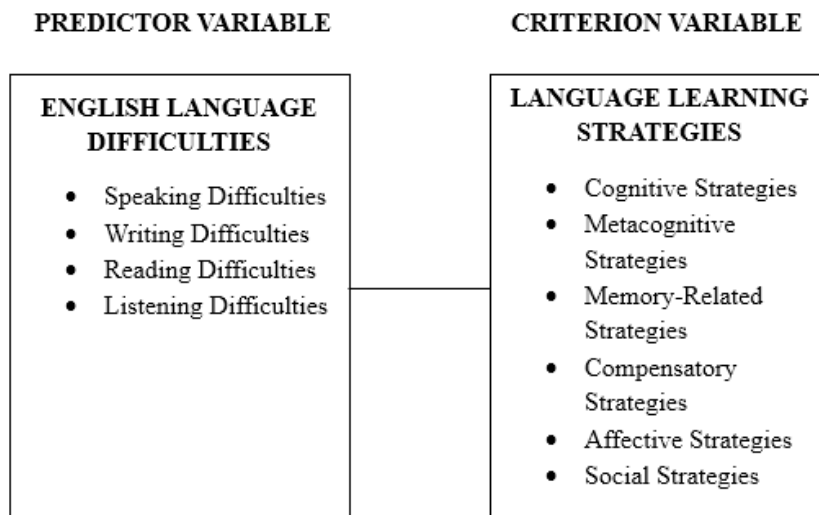 PREDICTOR VARIABLE
ENGLISH LANGUAGE
DIFFICULTIES
• Speaking Difficulties
• Writing Difficulties
• Reading Difficulties
• Listening Difficulties
CRITERION VARIABLE
LANGUAGE LEARNING
STRATEGIES
• Cognitive Strategies
• Metacognitive
Strategies
• Memory-Related
Strategies
• Compensatory
Strategies
• Affective Strategies
• Social Strategies